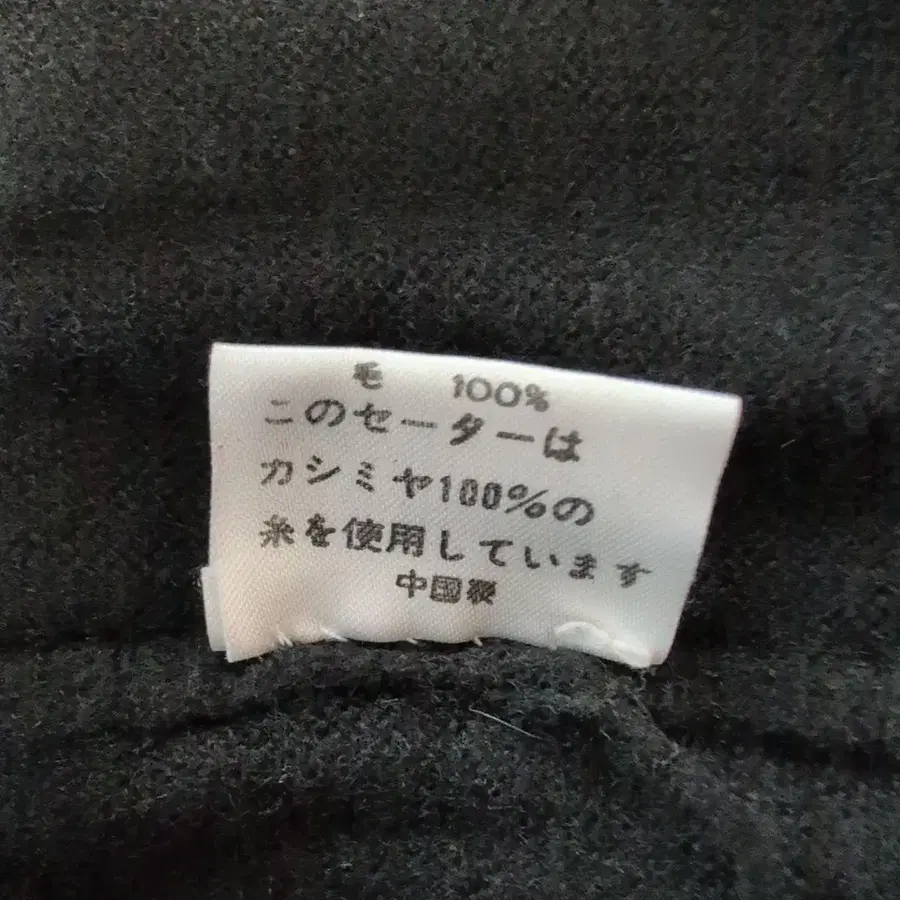 毛 100%
このセーターは
カシミヤ100%の
糸を使用しています
中国製